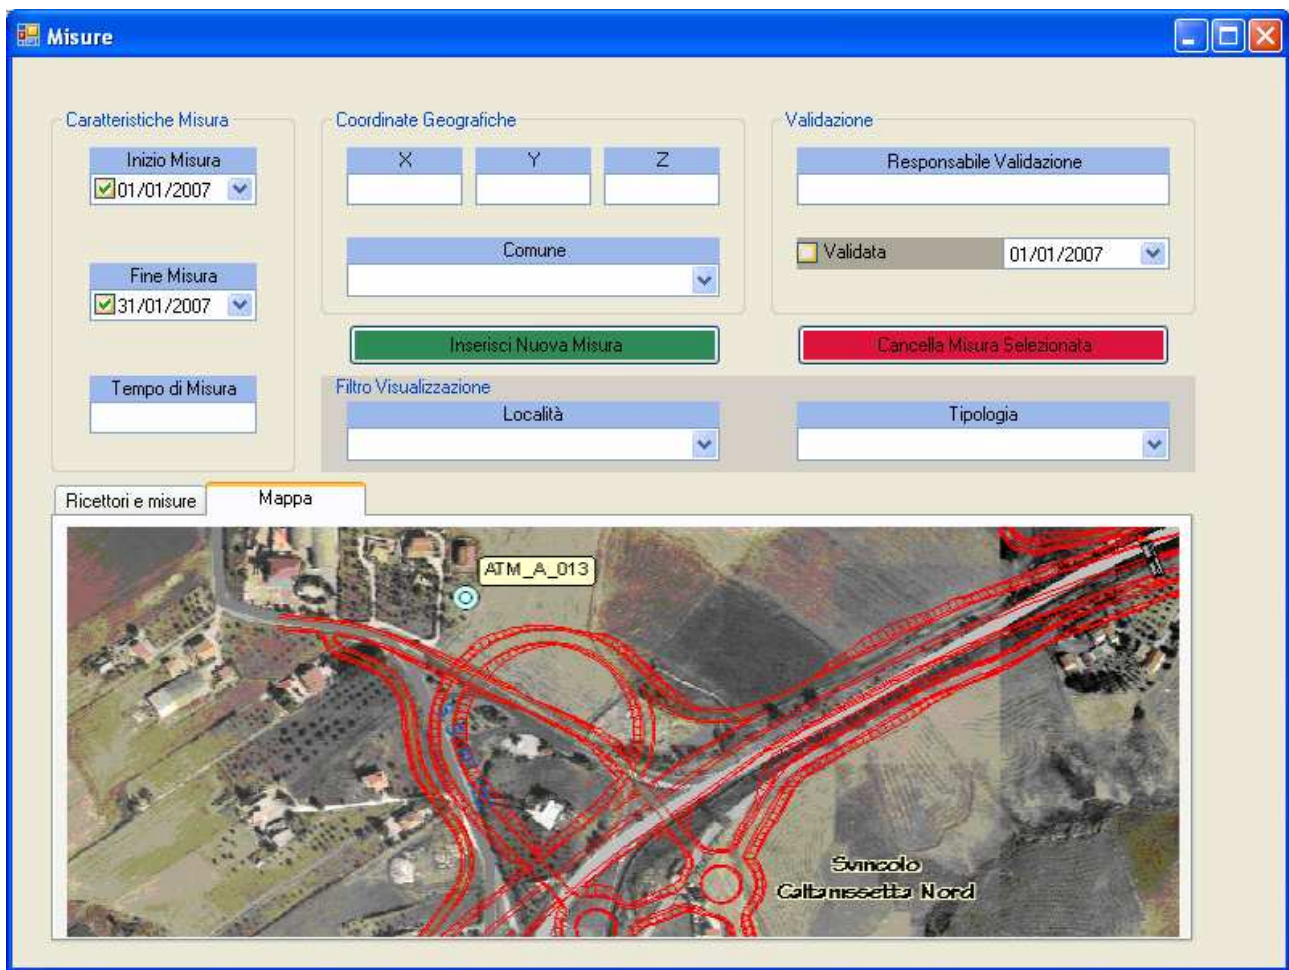 Misure
Caratteristiche Misura
Inizio Misura
01/01/2007
Fine Misura
31/01/2007
Tempo di Misura
Coordinate Geografiche
X Y Z
Comune
Validazione
Responsabile Validazione
Validata 01/01/2007
Inserisci Nuova Misura
Cancella Misura Selezionata
Filtro Visualizzazione
Località
Tipologia
Ricettori e misure
Mappa
ATM_A_013
Svincolo
Caltanissetta Nord